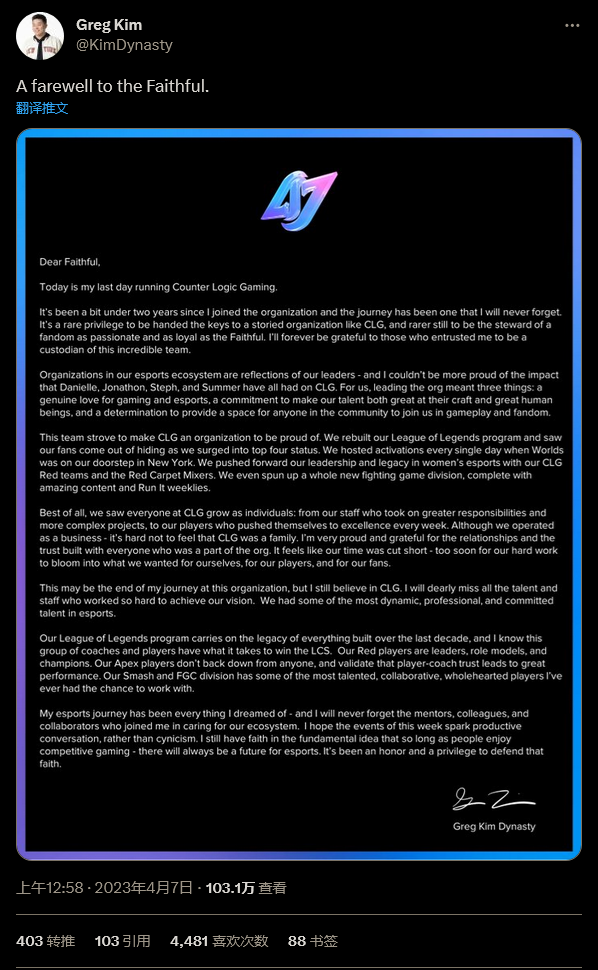 Greg Kim
@KimDynasty
A farewell to the Faithful.
翻译推文
Dear Faithful,
Today is my last day running Counter Logic Gaming.
It's been a bit under two years since I joined the organization and the journey has been one that I will never forget.
It's a rare privilege to be handed the keys to a storied organization like CLG, and rarer still to be the steward of a
fandom as passionate and as loyal as the Faithful. I'll forever be grateful to those who entrusted me to be a
custodian of this incredible team.
Organizations in our esports ecosystem are reflections of our leaders - and I couldn't be more proud of the impact
that Danielle, Jonathon, Steph, and Summer have all had on CLG. For us, leading the org meant three things: a
genuine love for gaming and esports, a commitment to make our talent both great at their craft and great human
beings, and a determination to provide a space for anyone in the community to join us in gameplay and fandom.
This team strove to make CLG an organization to be proud of. We rebuilt our League of Legends program and saw
our fans come out of hiding as we surged into top four status. We hosted activations every single day when Worlds
was on our doorstep in New York. We pushed forward our leadership and legacy in women's esports with our CLG
Red teams and the Red Carpet Mixers. We even spun up a whole new fighting game division, complete with
amazing content and Run It weeklies.
Best of all, we saw everyone at CLG grow as individuals: from our staff who took on greater responsibilities and
more complex projects, to our players who pushed themselves to excellence every week. Although we operated
as a business - it's hard not to feel that CLG was a family. I'm very proud and grateful for the relationships and the
trust built with everyone who was a part of the org. It feels like our time was cut short - too soon for our hard work
to bloom into what we wanted for ourselves, for our players, and for our fans.
This may be the end of my journey at this organization, but I still believe in CLG. I will dearly miss all the talent and
staff who worked so hard to achieve our vision. We had some of the most dynamic, professional, and committed
talent in esports.
Our League of Legends program carries on the legacy of everything built over the last decade, and I know this
group of coaches and players have what it takes to win the LCS. Our Red players are leaders, role models, and
champions. Our Apex players don't back down from anyone, and validate that player-coach trust leads to great
performance. Our Smash and FGC division has some of the most talented, collaborative, wholehearted players I've
ever had the chance to work with.
My esports journey has been everything I dreamed of - and I will never forget the mentors, colleagues, and
collaborators who joined me in caring for our ecosystem. I hope the events of this week spark productive
conversation, rather than cynicism. I still have faith in the fundamental idea that so long as people enjoy
competitive gaming - there will always be a future for esports. It's been an honor and a privilege to defend that
faith.
Greg Kim Dynasty
上午12:58 · 2023年4月7日 · 103.1万 查看
403 转推 103 引用 4,481 喜欢次数 88 书签